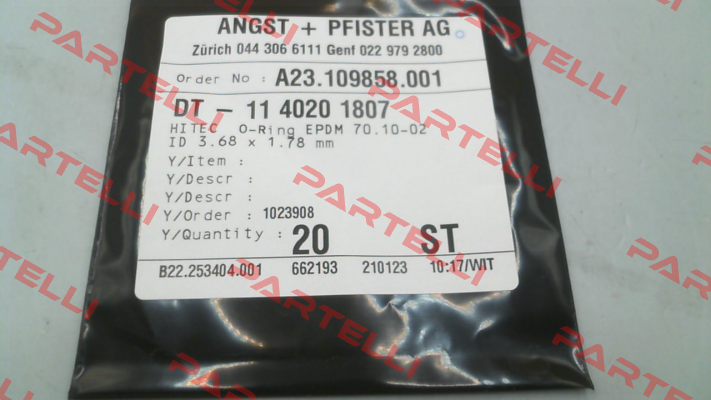 ANGST + PFISTER AG
Zürich 044 306 6111 Genf 022 979 2800
Order No : A23.109858.001
DT - 11 4020 1807
HITEC O-Ring EPDM 70.10-02
ID 3.68 x 1.78 mm
Y/Item :
Y/Descr :
Y/Descr :
Y/Order : 1023908
Y/Quantity : 20 ST
B22.253404.001 662193 210123 10:17/WIT
PARTELLI
PARTELLI
PARTELLI
PARTELLI
PARTELLI
PARTELLI
PARTELLI